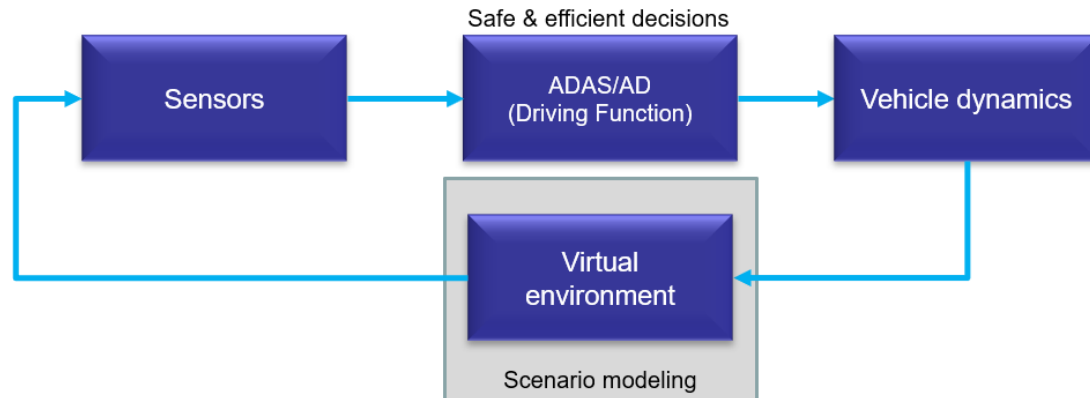 Safe & efficient decisions
Sensors
ADAS/AD
(Driving Function)
Vehicle dynamics
Virtual
environment
Scenario modeling